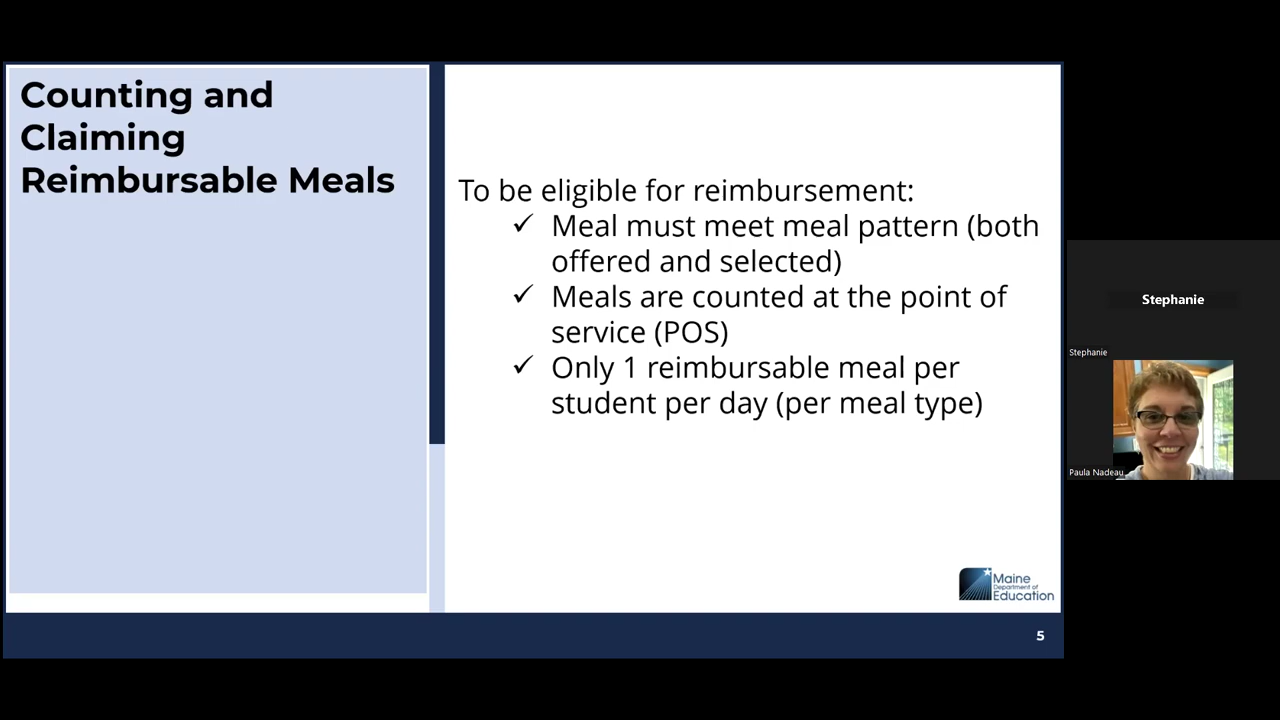 Counting and
Claiming
Reimbursable Meals
To be eligible for reimbursement:
✓ Meal must meet meal pattern (both
offered and selected)
✓ Meals are counted at the point of
service (POS)
✓ Only 1 reimbursable meal per
student per day (per meal type)
Maine
Department of
Education
5
Stephanie
Stephanie
Paula Nadeau